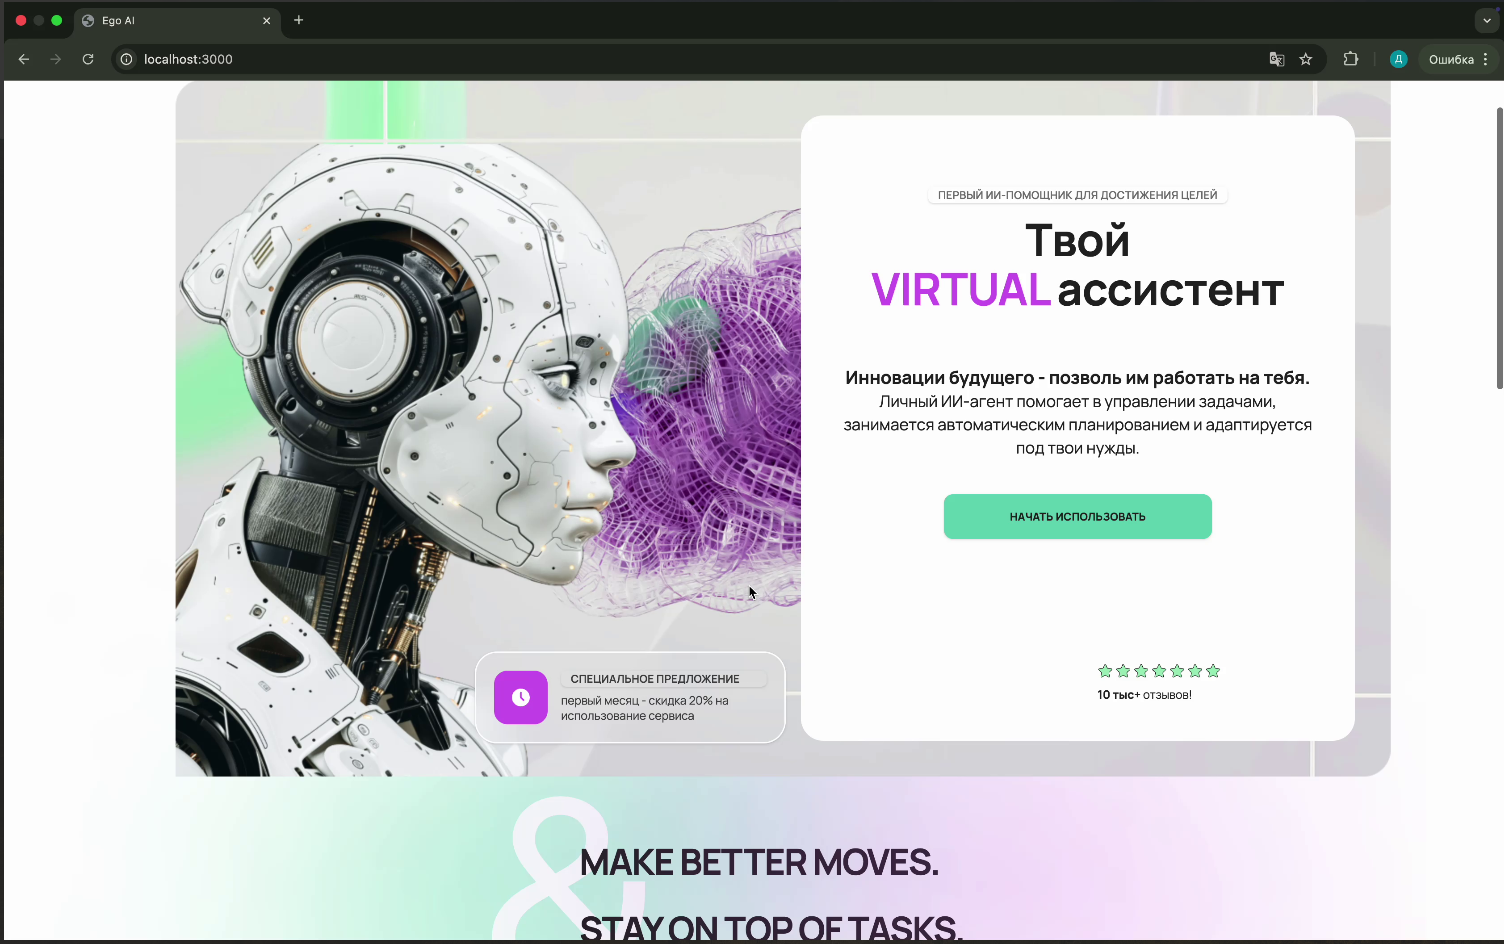 Ego AI
localhost:3000
Д
Ошибка
ПЕРВЫЙ ИИ-ПОМОЩНИК ДЛЯ ДОСТИЖЕНИЯ ЦЕЛЕЙ
Твой
VIRTUAL ассистент
Инновации будущего - позволь им работать на тебя.
Личный ИИ-агент помогает в управлении задачами,
занимается автоматическим планированием и адаптируется
под твои нужды.
НАЧАТЬ ИСПОЛЬЗОВАТЬ
СПЕЦИАЛЬНОЕ ПРЕДЛОЖЕНИЕ
первый месяц - скидка 20% на
использование сервиса
10 тыс+ отзывов!
&
MAKE BETTER MOVES.
STAY ON TOP OF TASKS.